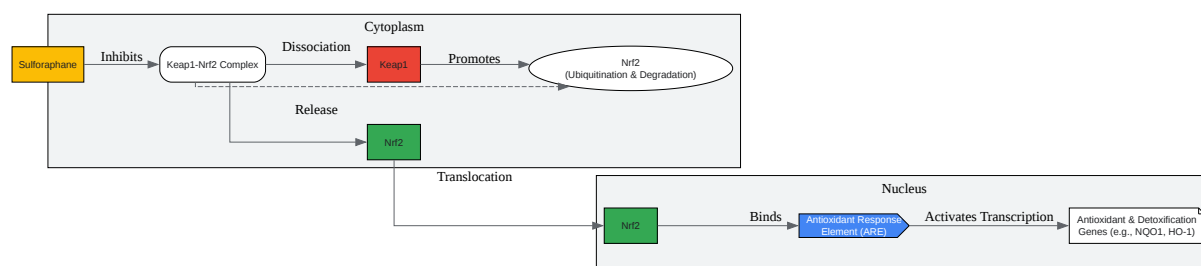 Cytoplasm
Sulforaphane
Inhibits
Keap1-Nrf2 Complex
Dissociation
Keap1
Promotes
Nrf2
(Ubiquitination & Degradation)
Release
Nrf2
Translocation
Nucleus
Nrf2
Binds
Antioxidant Response
Element (ARE)
Activates Transcription
Antioxidant & Detoxification
Genes (e.g., NQO1, HO-1)